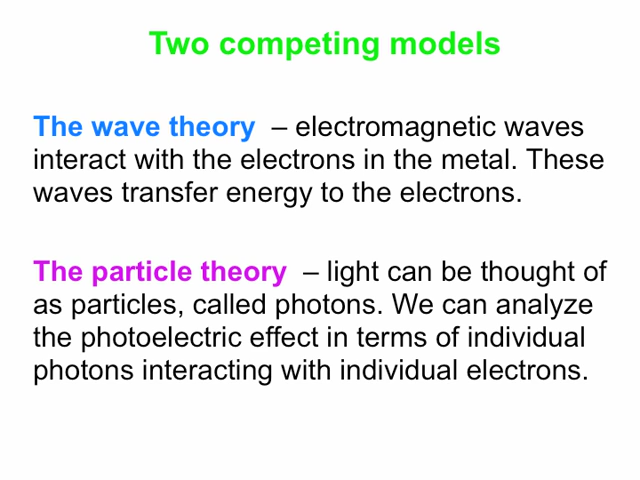 Two competing models
The wave theory – electromagnetic waves
interact with the electrons in the metal. These
waves transfer energy to the electrons.
The particle theory – light can be thought of
as particles, called photons. We can analyze
the photoelectric effect in terms of individual
photons interacting with individual electrons.